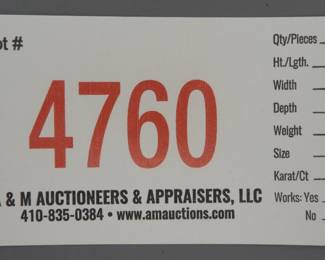 ot #
4760
& M AUCTIONEERS & APPRAISERS, LLC
410-835-0384 • www.amauctions.com
Qty/Pieces
Ht./Lgth.
Width
Depth
Weight
Size
Karat/Ct
Works: Yes
No